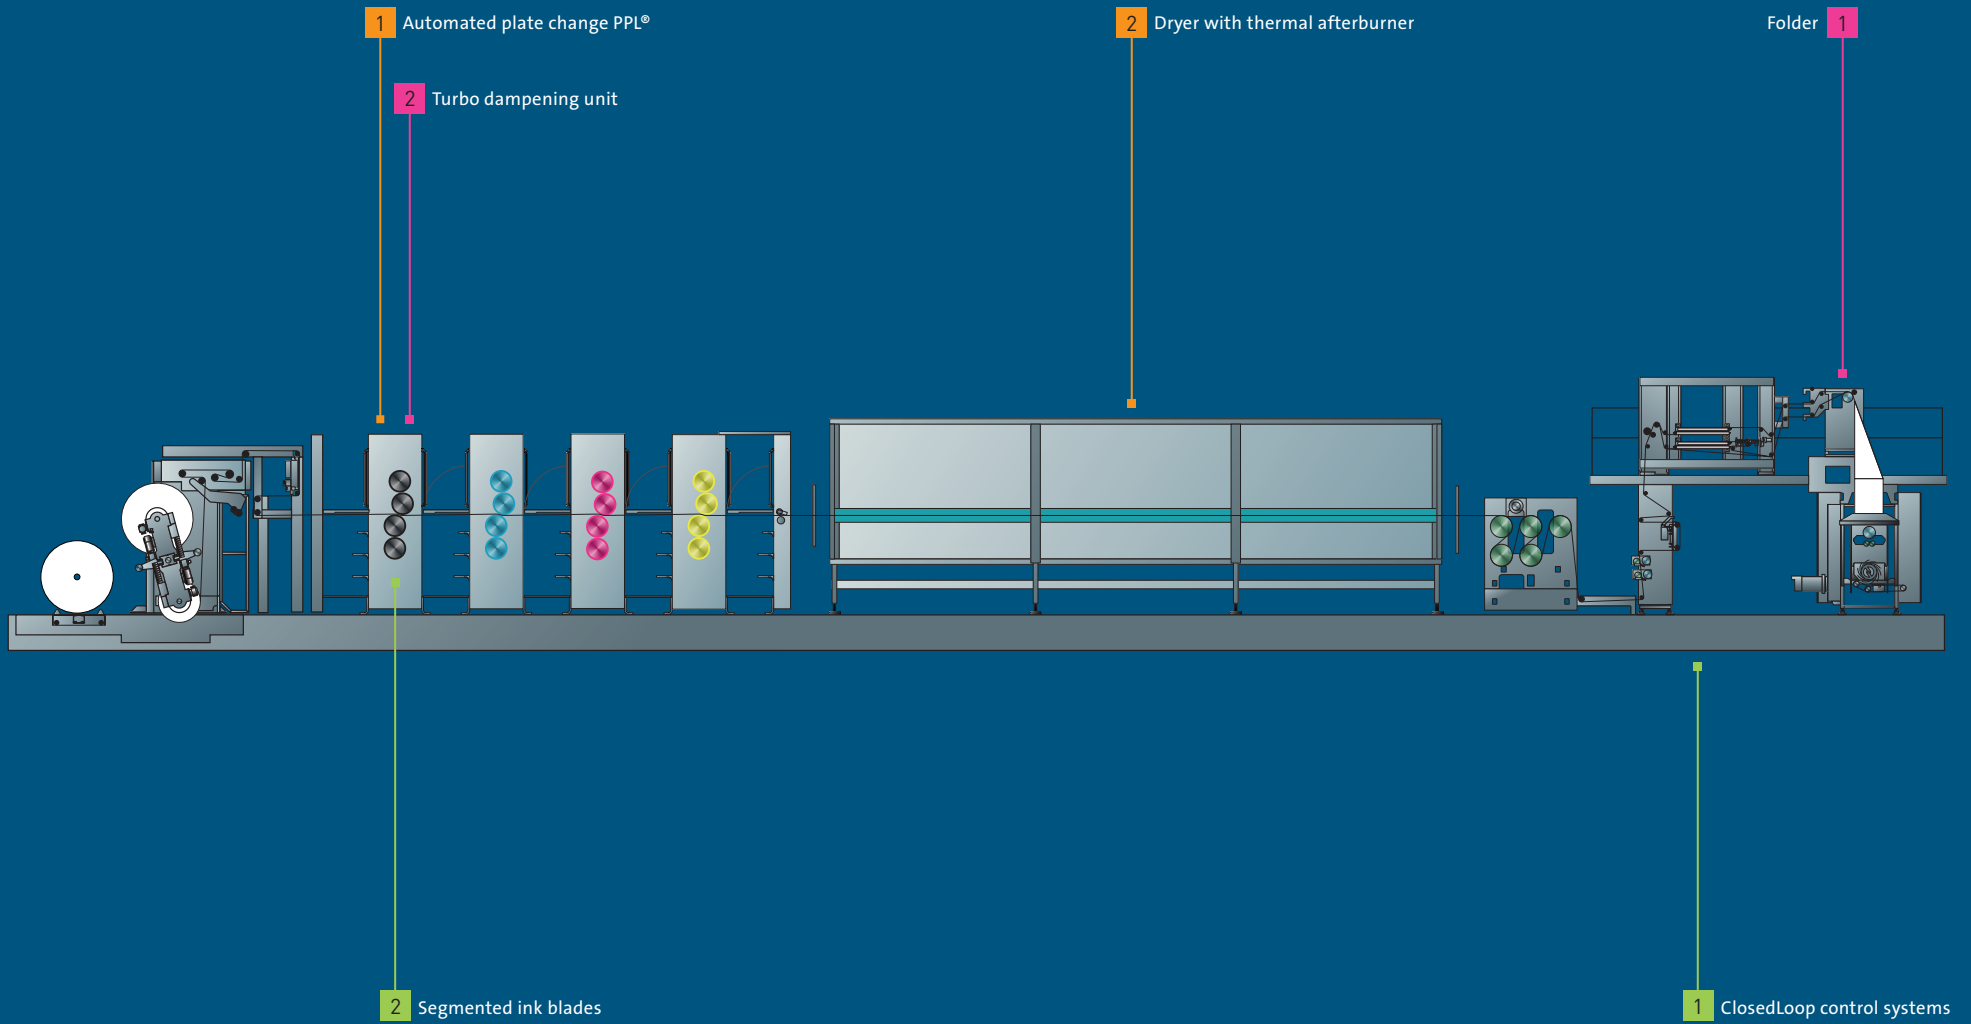 1 Automated plate change PPL®
2 Dryer with thermal afterburner
Folder 1
2 Turbo dampening unit
2 Segmented ink blades
1 ClosedLoop control systems